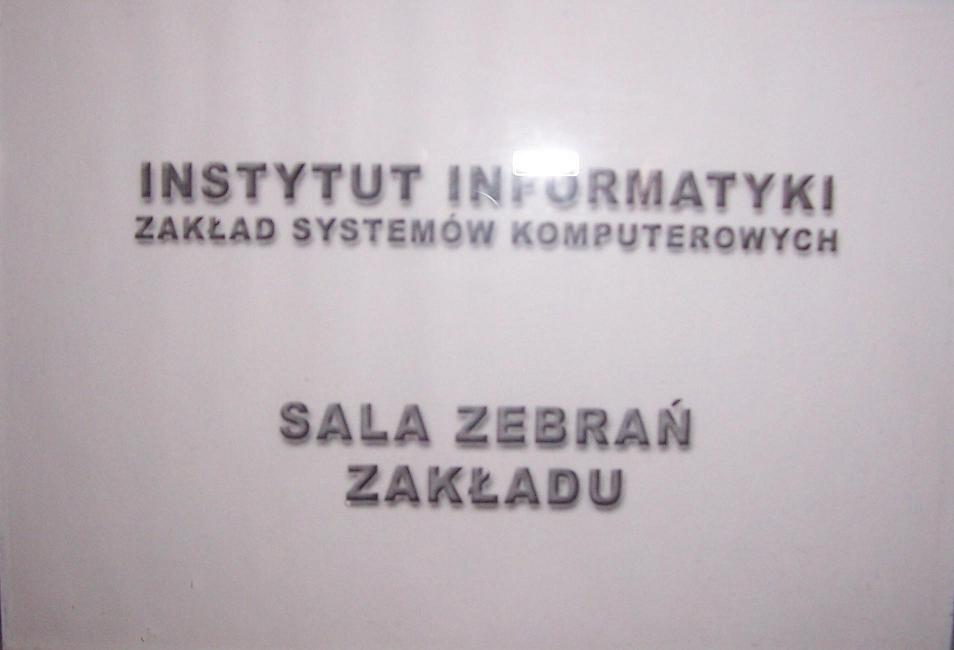 INSTYTUT INFORMATYKI
ZAKŁAD SYSTEMÓW KOMPUTEROWYCH
SALA ZEBRAŃ
ZAKŁADU